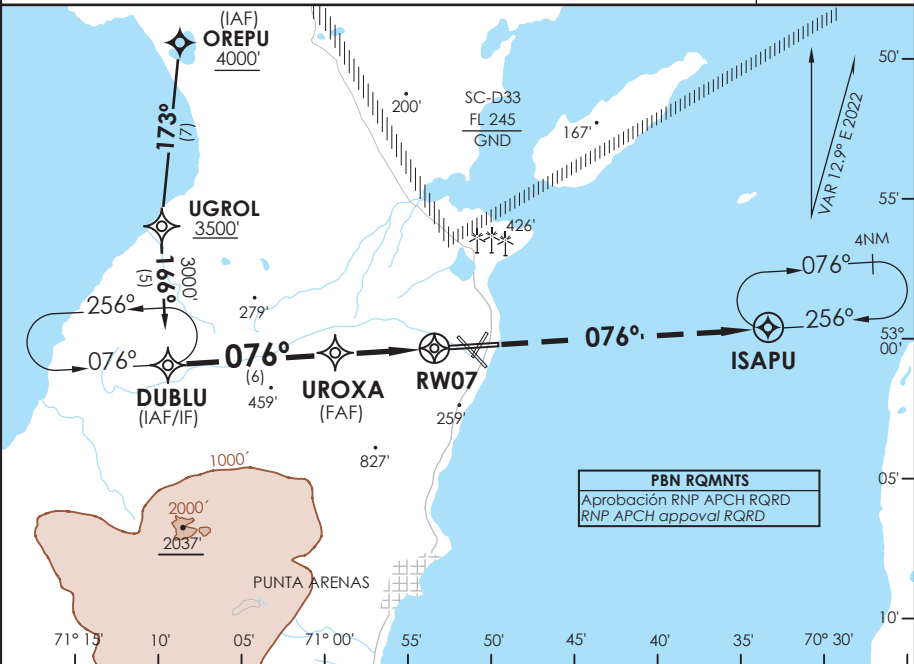 (IAF)
OREPU
4000'
173°
(7)
UGROL
3500'
166°
(5)
3000'
256°
076°
DUBLU
(IAF/IF)
076°
(6)
279'
459'
UROXA
(FAF)
RW07
259'
827'
200'
SC-D33
FL 245
GND
167'
426'
VAR 12.9° E 2022
4NM
076°
256°
076°
ISAPU
50'
55'
53°
00'
05'
10'
PBN RQMNTS
Aprobación RNP APCH RQRD
RNP APCH appoval RQRD
1000´
2000´
2037'
PUNTA ARENAS
71° 15' 10' 05' 71° 00' 55' 50' 45' 40' 35' 70° 30'